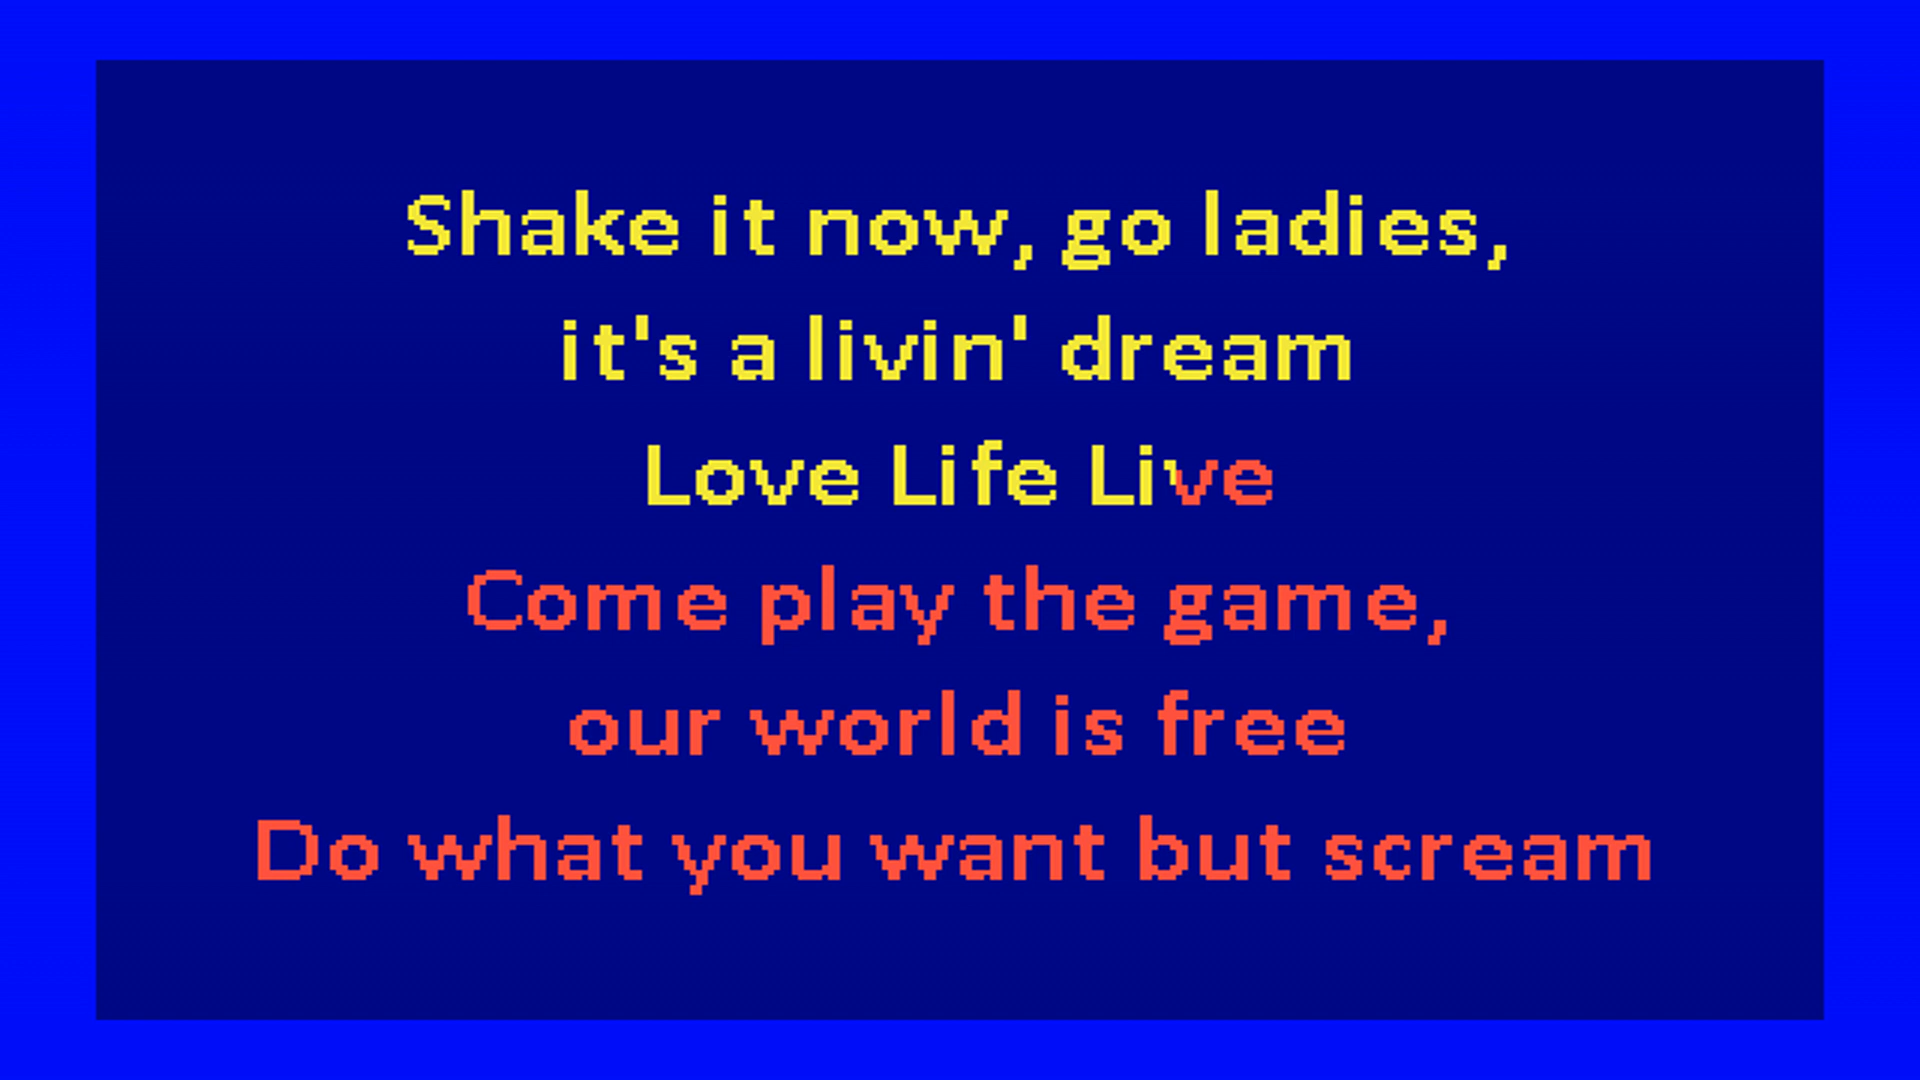 Shake it now, go ladies,
it's a livin' dream
Love Life Live
Come play the game,
our world is free
Do what you want but scream